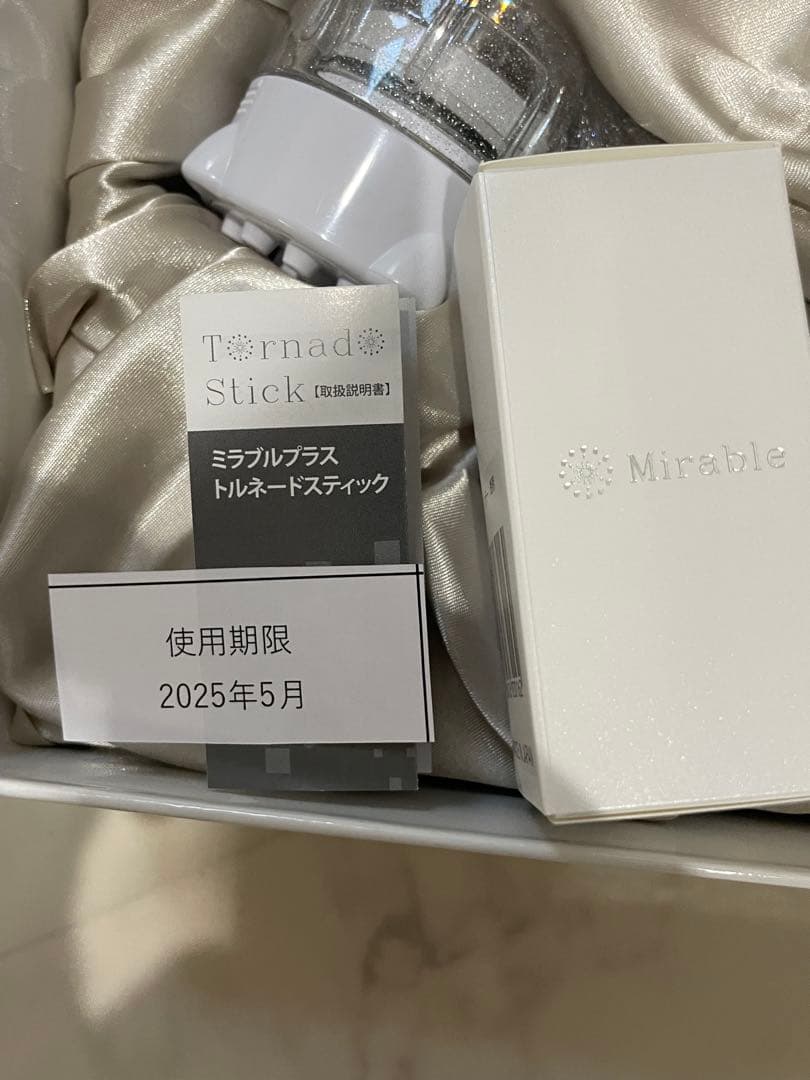 Tornado
Stick【取扱説明書】
ミラブルプラス
トルネードスティック
使用期限
2025年5月
Mirable